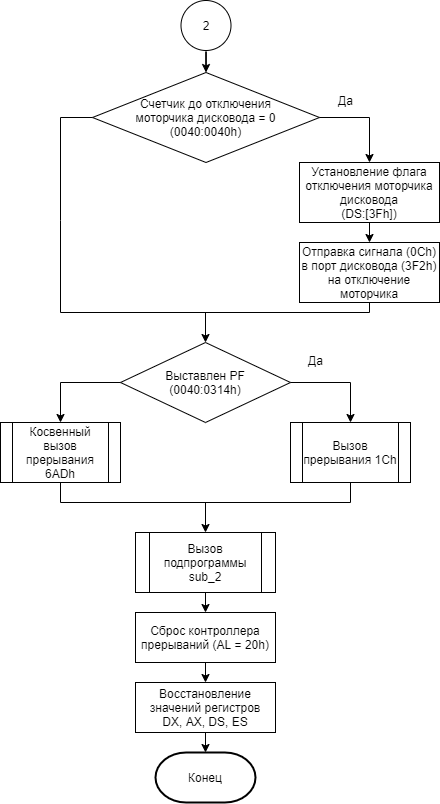 2
Счетчик до отключения
моторчика дисковода = 0
(0040:0040h)
Да
Установление флага
отключения моторчика
дисковода
(DS:[3Fh])
Отправка сигнала (0Ch)
в порт дисковода (3F2h)
на отключение
моторчика
Выставлен PF
(0040:0314h)
Да
Косвенный
вызов
прерывания
6ADh
Вызов
прерывания 1Ch
Вызов
подпрограммы
sub_2
Сброс контроллера
прерываний (AL = 20h)
Восстановление
значений регистров
DX, AX, DS, ES
Конец